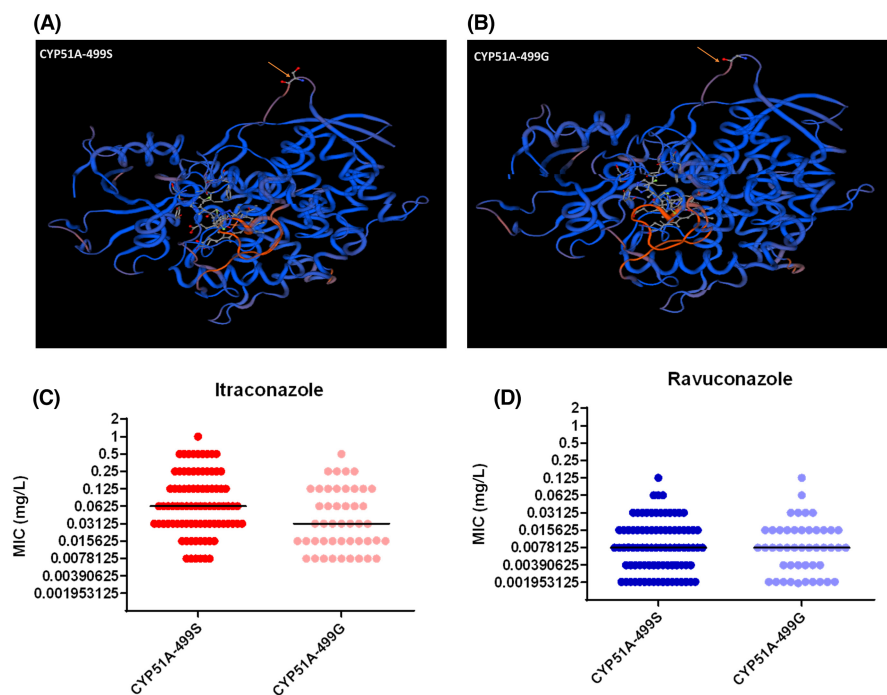 (A)
CYP51A-499S
(B)
CYP51A-499G
(C)
Itraconazole
MIC (mg/L)
2
1
0.5
0.25
0.125
0.0625
0.03125
0.015625
0.0078125
0.00390625
0.001953125
CYP51A-499S
CYP51A-499G
(D)
Ravuconazole
MIC (mg/L)
2
1
0.5
0.25
0.125
0.0625
0.03125
0.015625
0.0078125
0.00390625
0.001953125
CYP51A-499S
CYP51A-499G